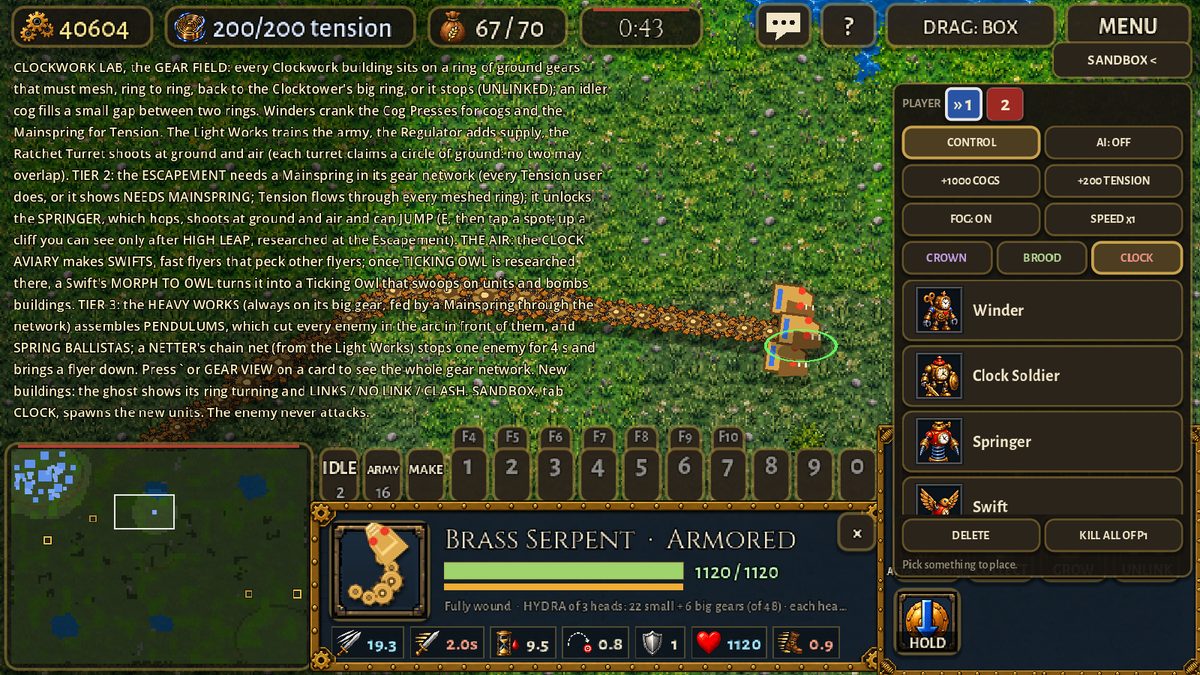 40604
200/200 tension
67 / 70
0:43
?
DRAG: BOX
MENU
SANDBOX <
CLOCKWORK LAB, the GEAR FIELD: every Clockwork building sits on a ring of ground gears
that must mesh, ring to ring, back to the Clocktower's big ring, or it stops (UNLINKED); an idler
cog fills a small gap between two rings. Winders crank the Cog Presses for cogs and the
Mainspring for Tension. The Light Works trains the army, the Regulator adds supply, the
Ratchet Turret shoots at ground and air (each turret claims a circle of ground: no two may
overlap). TIER 2: the ESCAPEMENT needs a Mainspring in its gear network (every Tension user
does, or it shows NEEDS MAINSPRING; Tension flows through every meshed ring); it unlocks
the SPRINGER, which hops, shoots at ground and air and can JUMP (E, then tap a spot; up a
cliff you can see only after HIGH LEAP, researched at the Escapement). THE AIR: the CLOCK
AVIARY makes SWIFTS, fast flyers that peck other flyers; once TICKING OWL is researched
there, a Swift's MORPH TO OWL turns it into a Ticking Owl that swoops on units and bombs
buildings. TIER 3: the HEAVY WORKS (always on its big gear, fed by a Mainspring through the
network) assembles PENDULUMS, which cut every enemy in the arc in front of them, and
SPRING BALLISTAS; a NETTER's chain net (from the Light Works) stops one enemy for 4 s and
brings a flyer down. Press ` or GEAR VIEW on a card to see the whole gear network. New
buildings: the ghost shows its ring turning and LINKS / NO LINK / CLASH. SANDBOX, tab
CLOCK, spawns the new units. The enemy never attacks.
PLAYER »1 2
CONTROL AI: OFF
+1000 COGS +200 TENSION
FOG: ON SPEED x1
CROWN BROOD CLOCK
Winder
Clock Soldier
Springer
Swift
DELETE KILL ALL OF P1
Pick something to place.
F4 F5 F6 F7 F8 F9 F10
IDLE 2 ARMY 16 MAKE 1 2 3 4 5 6 7 8 9 0
BRASS SERPENT · ARMORED
×
1120 / 1120
Fully wound · HYDRA of 3 heads: 22 small + 6 big gears (of 48) · each hea...
19.3 2.0s 9.5 0.8 1 1120 0.9
HOLD